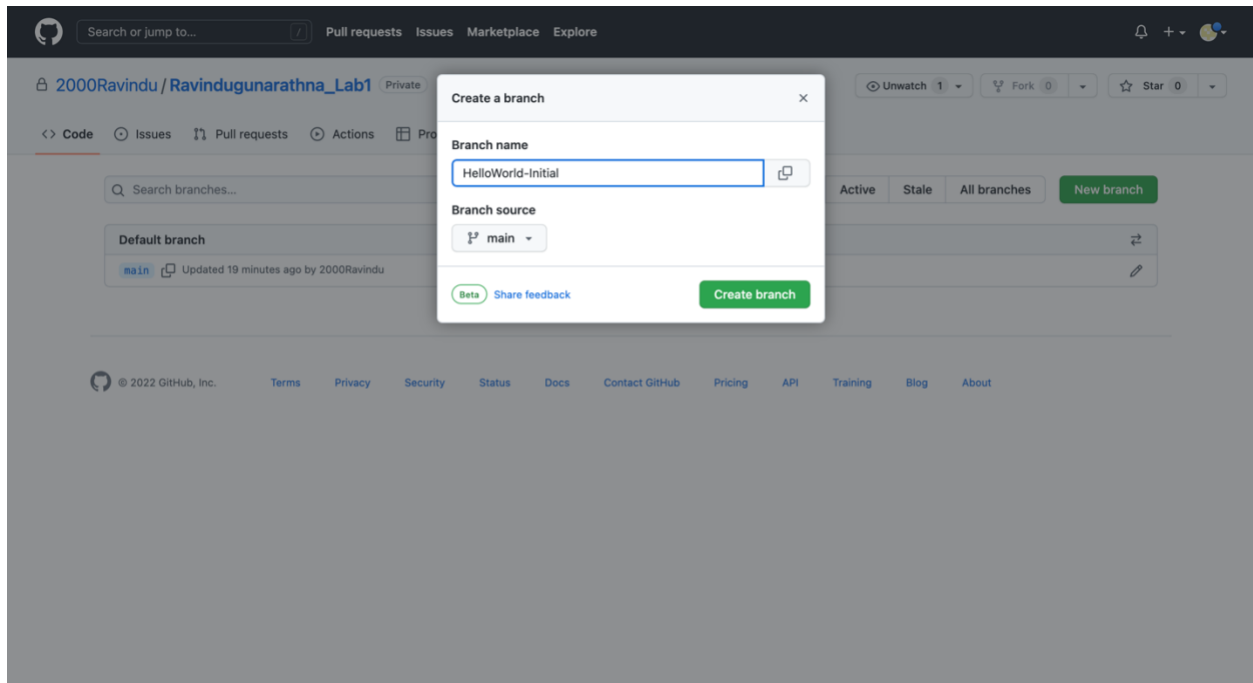 Search or jump to... / Pull requests Issues Marketplace Explore
2000Ravindu / Ravindugunarathna_Lab1 Private Unwatch 1 Fork 0 Star 0
Code Issues Pull requests Actions Pro
Create a branch
Branch name
HelloWorld-Initial
Branch source
main
Beta Share feedback Create branch
Search branches... Active Stale All branches New branch
Default branch
main Updated 19 minutes ago by 2000Ravindu
© 2022 GitHub, Inc. Terms Privacy Security Status Docs Contact GitHub Pricing API Training Blog About